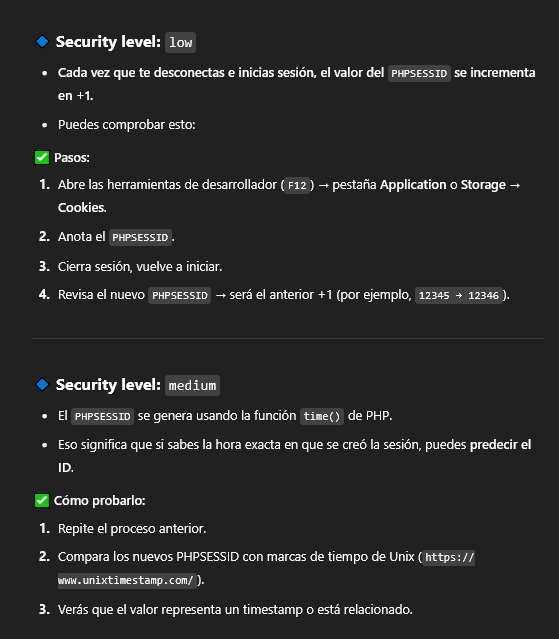 Security level: low
• Cada vez que te desconectas e inicias sesión, el valor del PHPSESSID se incrementa
en +1.
• Puedes comprobar esto:
Pasos:
1. Abre las herramientas de desarrollador (F12) → pestaña Application o Storage →
Cookies.
2. Anota el PHPSESSID.
3. Cierra sesión, vuelve a iniciar.
4. Revisa el nuevo PHPSESSID → será el anterior +1 (por ejemplo, 12345 → 12346).
Security level: medium
• El PHPSESSID se genera usando la función time() de PHP.
• Eso significa que si sabes la hora exacta en que se creó la sesión, puedes predecir el
ID.
Cómo probarlo:
1. Repite el proceso anterior.
2. Compara los nuevos PHPSESSID con marcas de tiempo de Unix (https://
www.unixtimestamp.com/).
3. Verás que el valor representa un timestamp o está relacionado.